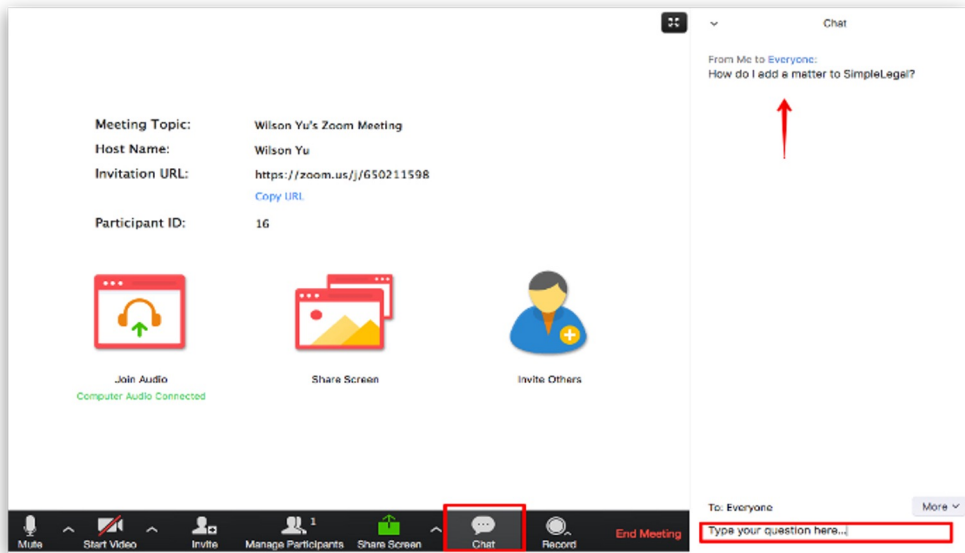 Chat
From Me to Everyone:
How do I add a matter to SimpleLegal?
Meeting Topic: Wilson Yu's Zoom Meeting
Host Name: Wilson Yu
Invitation URL: https://zoom.us/j/650211598
Copy URL
Participant ID: 16
Join Audio
Computer Audio Connected
Share Screen
Invite Others
To: Everyone
More
Type your question here...
Mute
Start Video
Invite
1
Manage Participants
Share Screen
Chat
Record
End Meeting